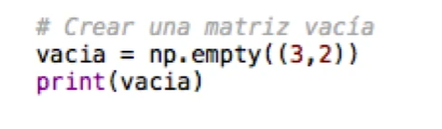 # Crear una matriz vacía
vacia = np.empty((3,2))
print(vacia)